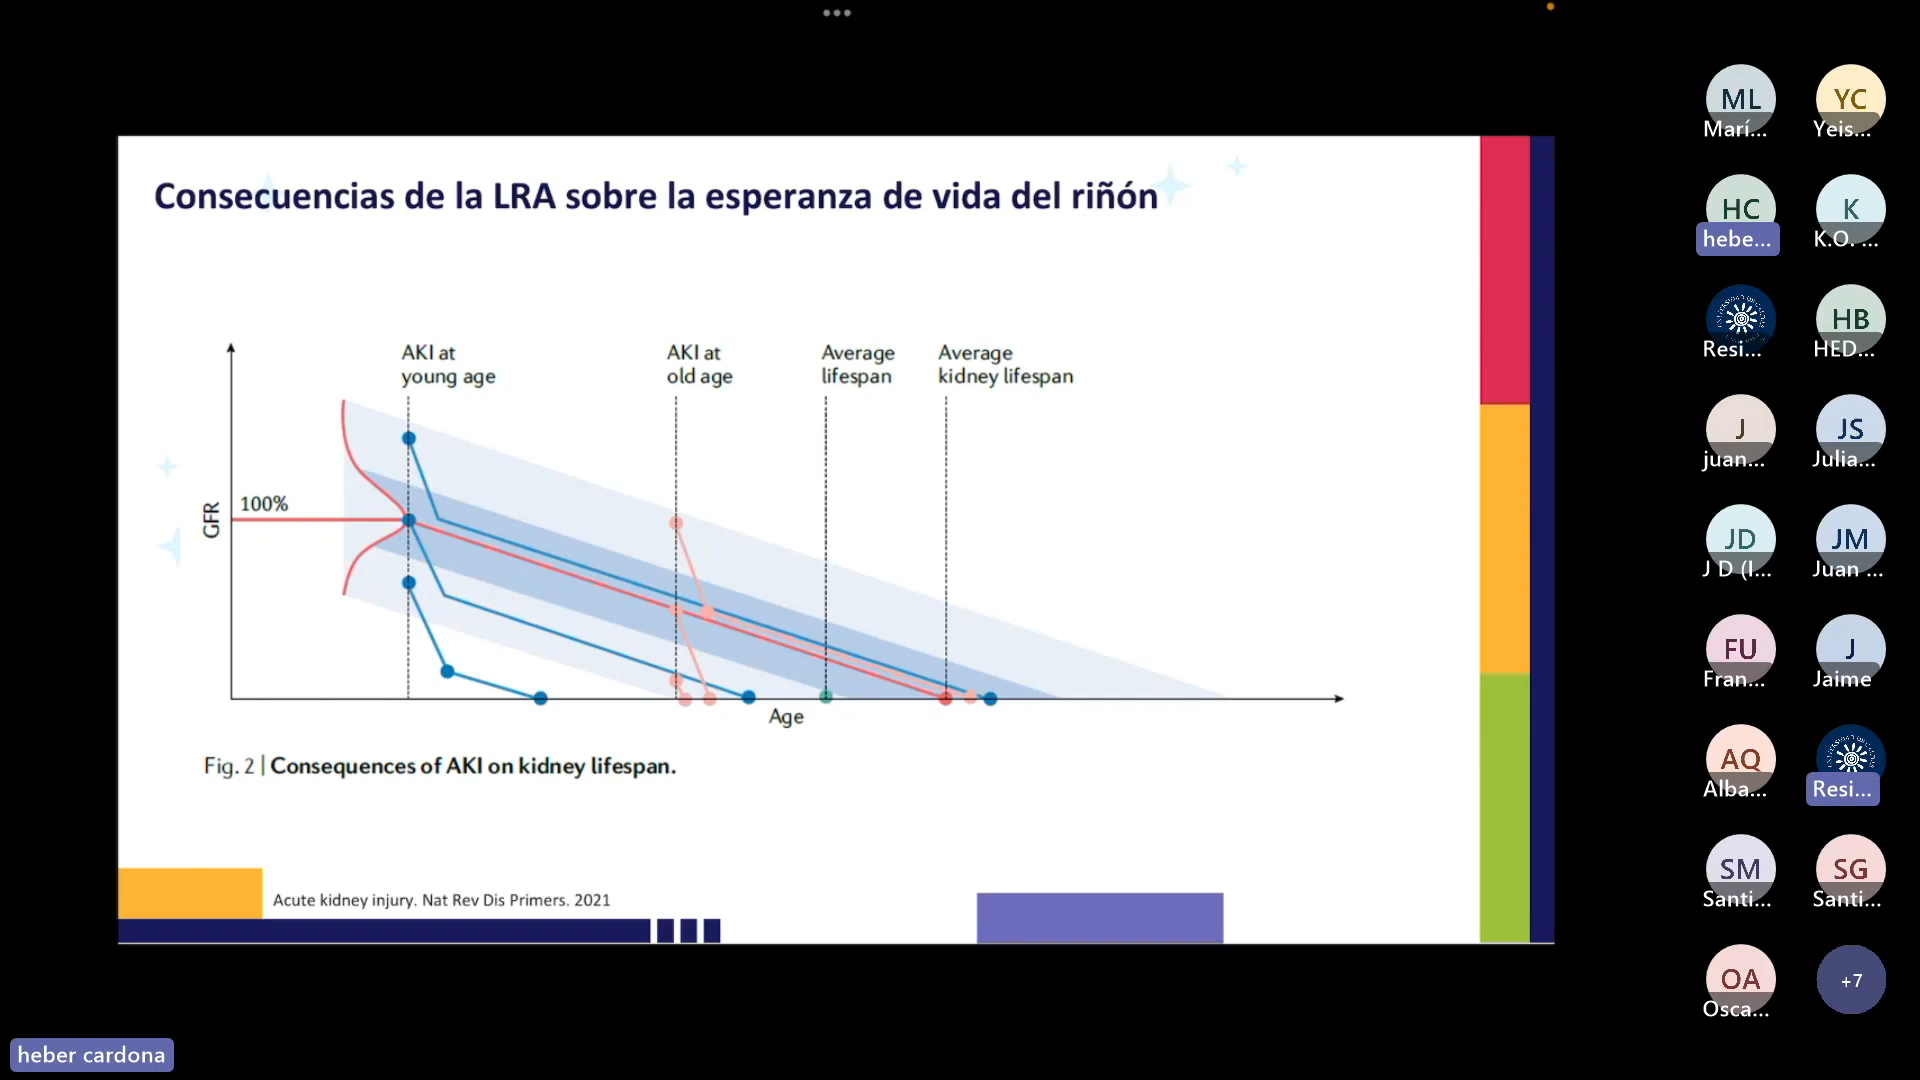 Consecuencias de la LRA sobre la esperanza de vida del riñón
AKI at
young age
AKI at
old age
Average
lifespan
Average
kidney lifespan
100%
GFR
Age
Fig. 2 | Consequences of AKI on kidney lifespan.
Acute kidney injury. Nat Rev Dis Primers. 2021
ML
Marí...
YC
Yeis...
HC
hebe...
K
K.O. ...
Resi...
HB
HED...
J
juan...
JS
Julia...
JD
J D (I...
JM
Juan ...
FU
Fran...
J
Jaime
AQ
Alba...
Resi...
SM
Santi...
SG
Santi...
OA
Osca...
+7
heber cardona